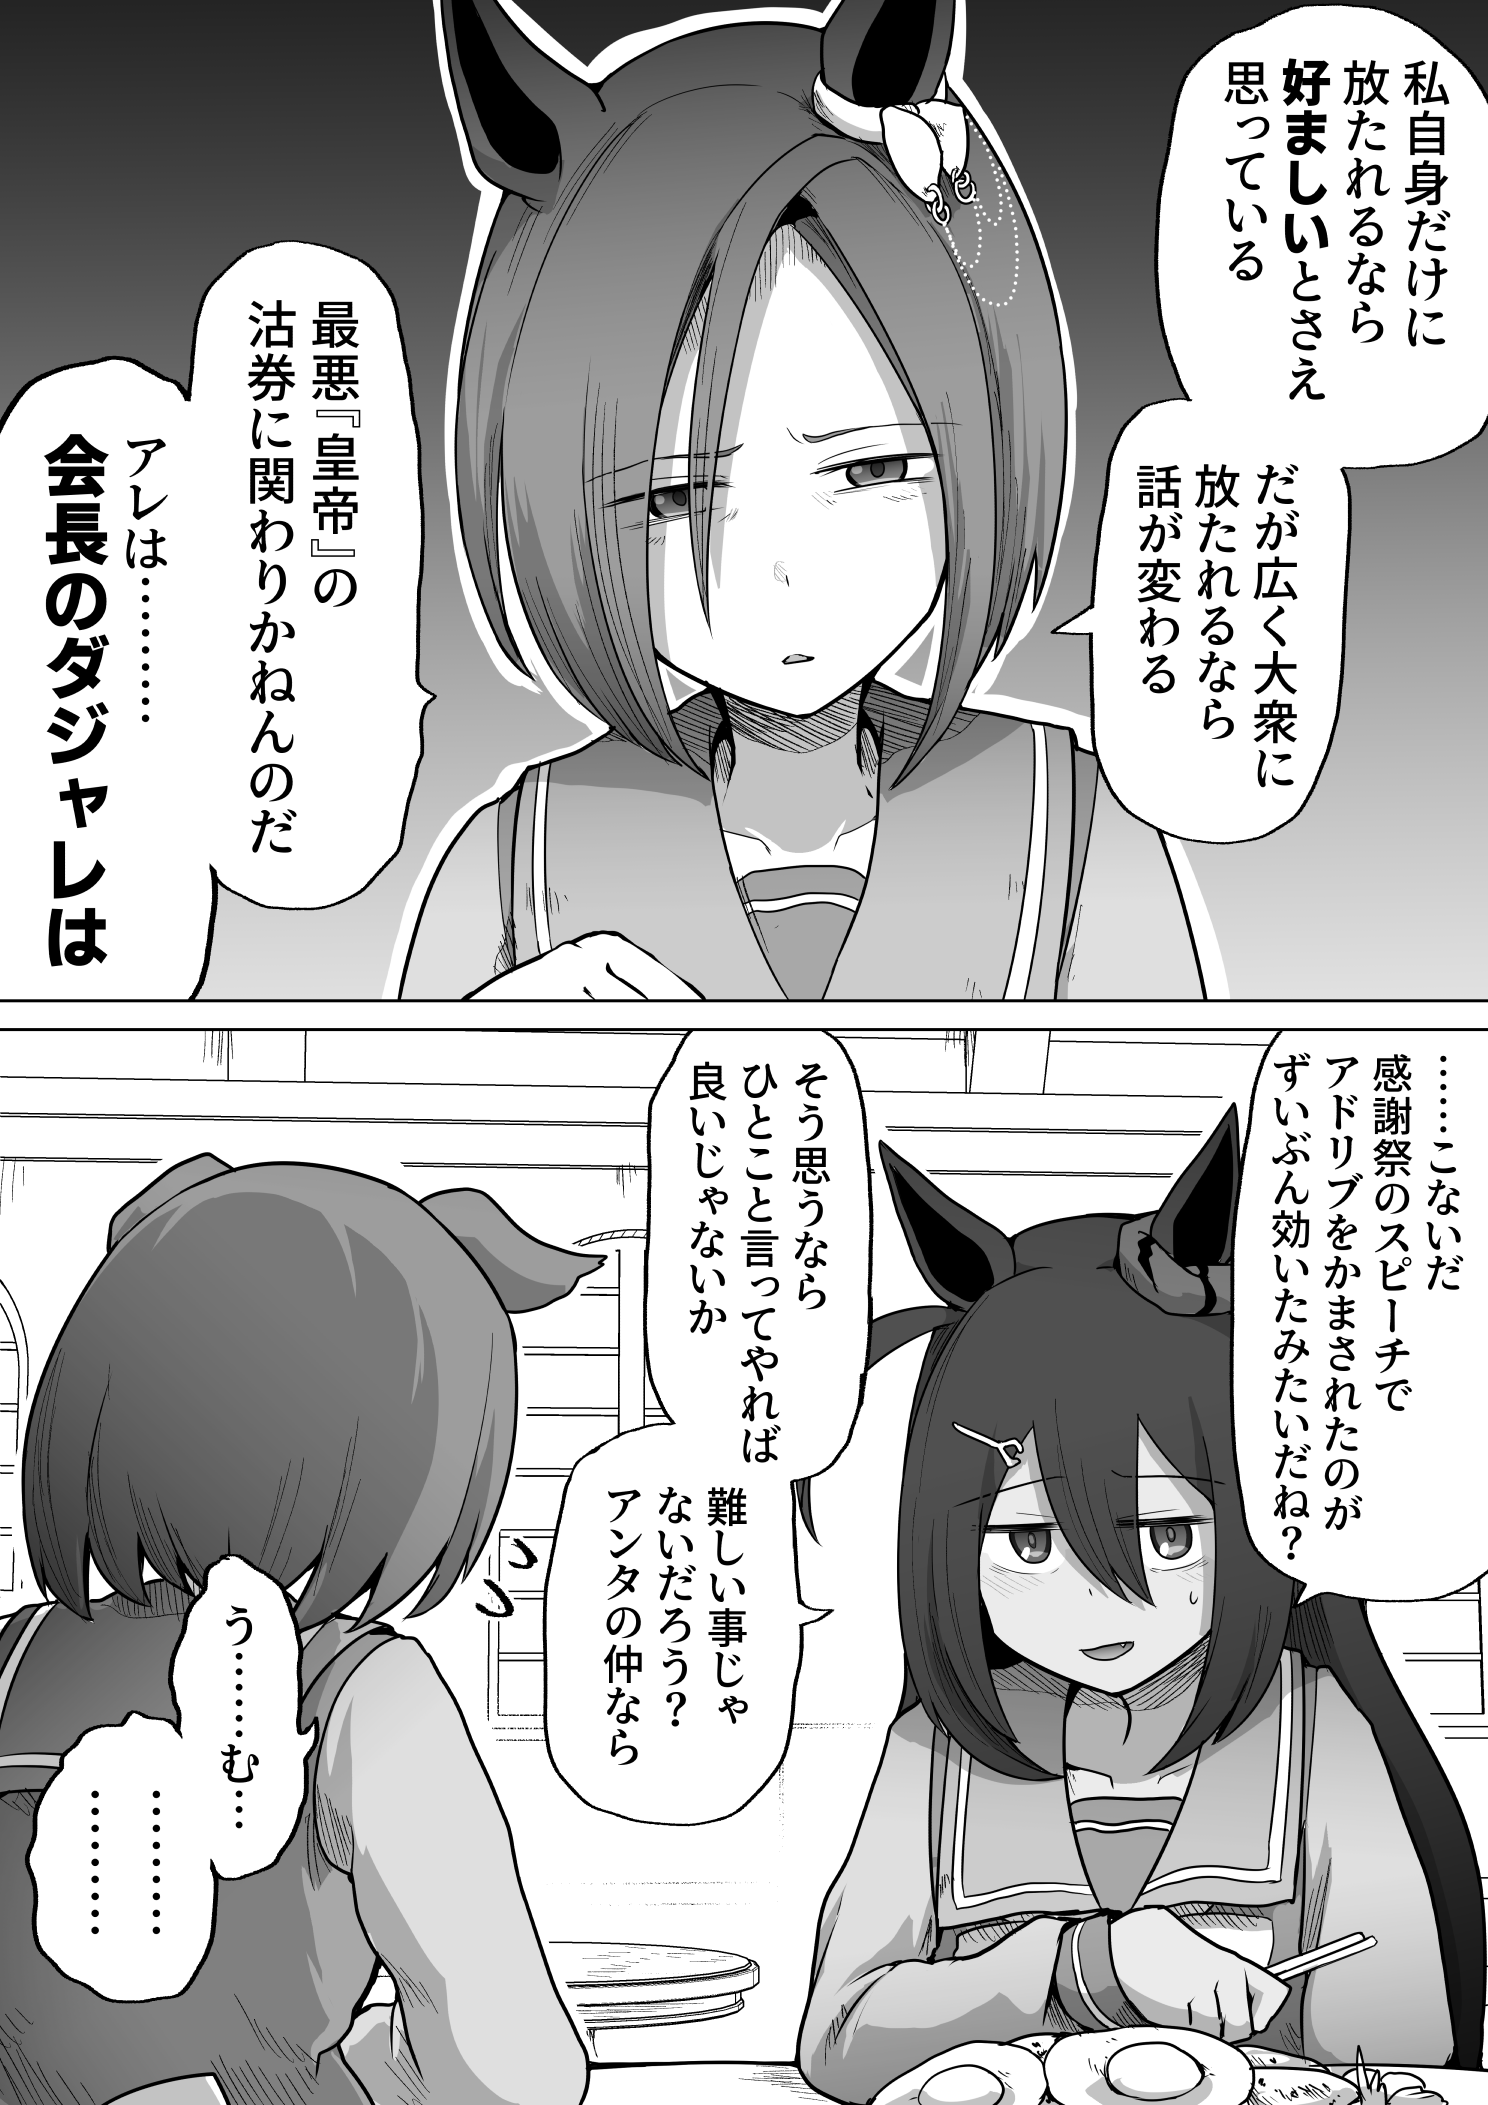 私自身だけに
放たれるなら
好ましいとさえ
思っている
だが広く大衆に
放たれるなら
話が変わる
最悪『皇帝』の
沽券に関わりかねんのだ
アレは…………
会長のダジャレは
……こないだ
感謝祭のスピーチで
アドリブをかまされたのが
ずいぶん効いたみたいだね？
そう思うなら
ひとこと言ってやれば
良いじゃないか
難しい事じゃ
ないだろう？
アンタの仲なら
う……む…
………
………